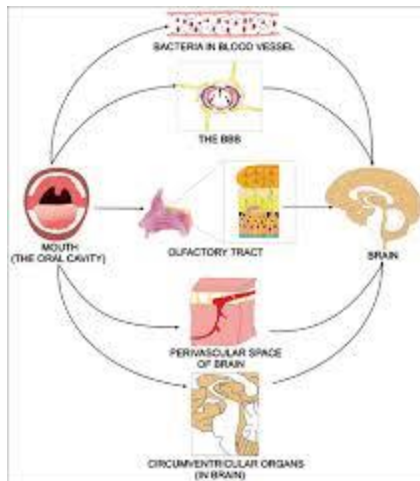 BACTERIA IN BLOOD VESSEL
THE BBB
MOUTH
(THE ORAL CAVITY)
OLFACTORY TRACT
BRAIN
PERIVASCULAR SPACE
OF BRAIN
CIRCUMVENTRICULAR ORGANS
(IN BRAIN)